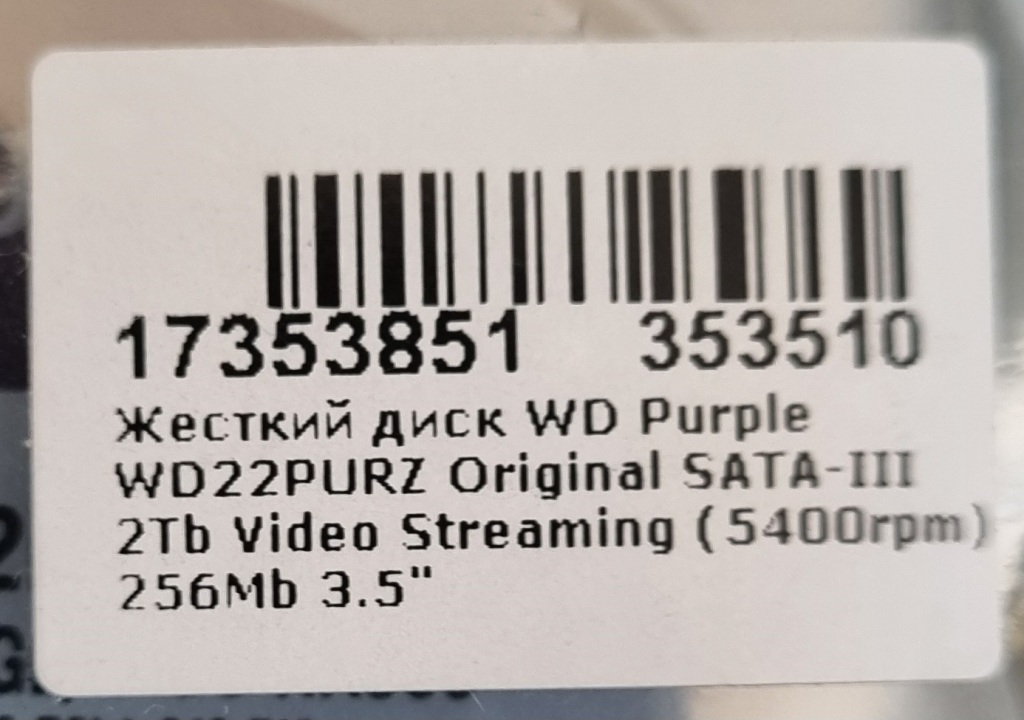 17353851 353510
Жесткий диск WD Purple
WD22PURZ Original SATA-III
2Tb Video Streaming (5400rpm)
256Mb 3.5"